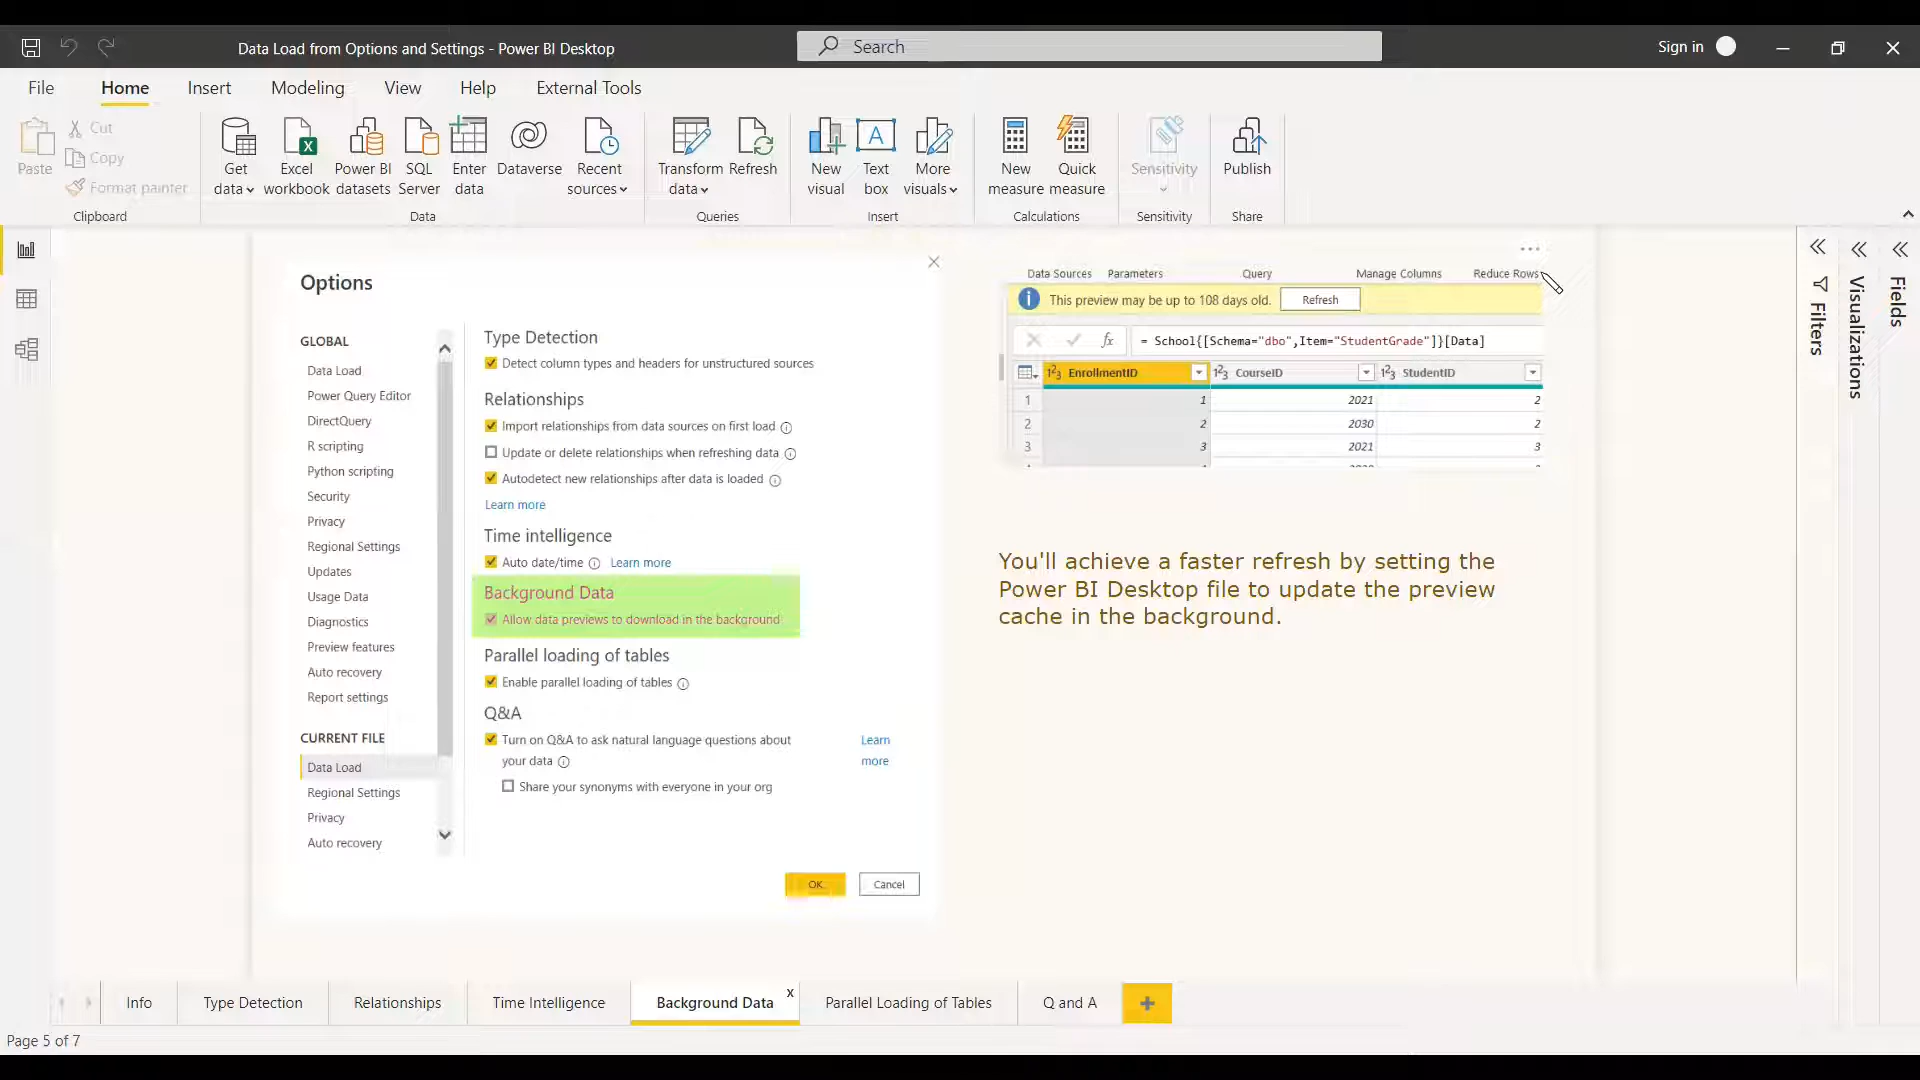 Data Load from Options and Settings - Power BI Desktop
Search
Sign in
File Home Insert Modeling View Help External Tools
Paste
Cut
Copy
Format painter
Clipboard
Get data
Excel workbook
Power BI datasets
SQL Server
Enter data
Dataverse
Recent sources
Data
Transform data
Refresh
Queries
New visual
Text box
More visuals
Insert
New measure
Quick measure
Calculations
Sensitivity
Sensitivity
Publish
Share
Options
GLOBAL
Data Load
Power Query Editor
DirectQuery
R scripting
Python scripting
Security
Privacy
Regional Settings
Updates
Usage Data
Diagnostics
Preview features
Auto recovery
Report settings
CURRENT FILE
Data Load
Regional Settings
Privacy
Auto recovery
Type Detection
Detect column types and headers for unstructured sources
Relationships
Import relationships from data sources on first load
Update or delete relationships when refreshing data
Autodetect new relationships after data is loaded
Learn more
Time intelligence
Auto date/time Learn more
Background Data
Allow data previews to download in the background
Parallel loading of tables
Enable parallel loading of tables
Q&A
Turn on Q&A to ask natural language questions about
your data
Learn
more
Share your synonyms with everyone in your org
OK Cancel
Data Sources Parameters Query Manage Columns Reduce Rows
This preview may be up to 108 days old. Refresh
fx = School{[Schema="dbo",Item="StudentGrade"]}[Data]
123 EnrollmentID 123 CourseID 123 StudentID
1 1 2021 2
2 2 2030 2
3 3 2021 3
You'll achieve a faster refresh by setting the
Power BI Desktop file to update the preview
cache in the background.
Filters
Visualizations
Fields
Info Type Detection Relationships Time Intelligence Background Data x Parallel Loading of Tables Q and A +
Page 5 of 7